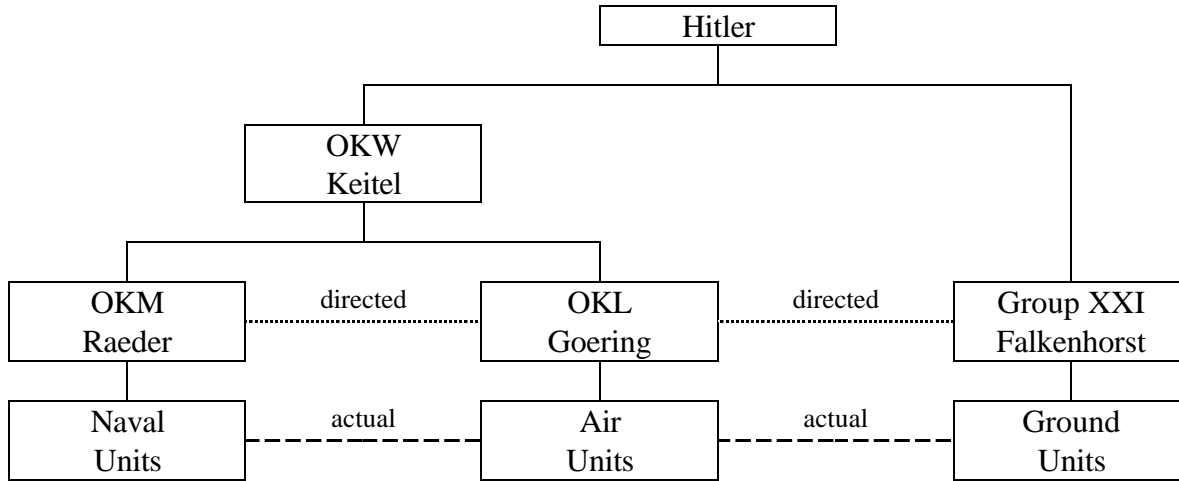 Hitler
OKW
Keitel
OKM
Raeder
directed
OKL
Goering
directed
Group XXI
Falkenhorst
Naval
Units
actual
Air
Units
actual
Ground
Units